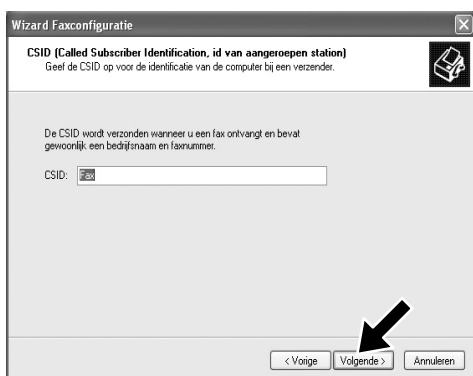 Wizard Faxconfiguratie
CSID (Called Subscriber Identification, id van aangeroepen station)
Geef de CSID op voor de identificatie van de computer bij een verzender.
De CSID wordt verzonden wanneer u een fax ontvangt en bevat
gewoonlijk een bedrijfsnaam en faxnummer.
CSID: Fax
< Vorige Volgende > Annuleren